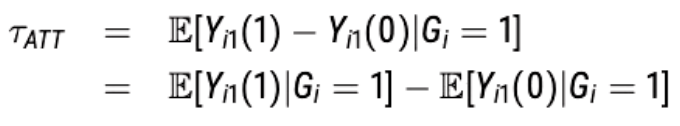 τ_ATT = 𝔼[Y_i1(1) − Y_i1(0)|G_i = 1]
= 𝔼[Y_i1(1)|G_i = 1] − 𝔼[Y_i1(0)|G_i = 1]